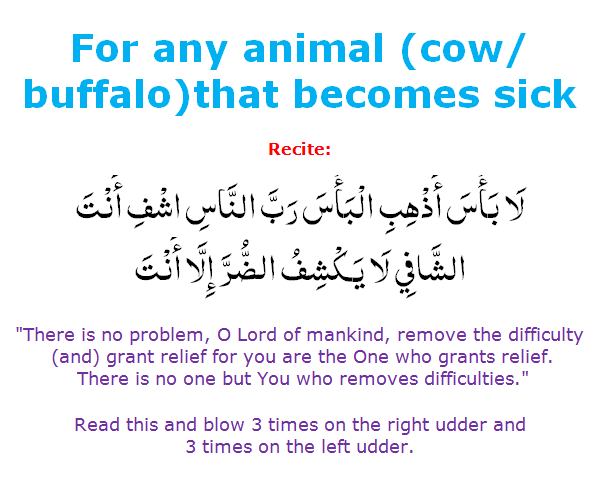 For any animal (cow/
buffalo)that becomes sick
Recite:
لَا بَأْسَ أَذْهِبِ الْبَأْسَ رَبَّ النَّاسِ اشْفِ أَنْتَ
الشَّافِي لَا يَكْشِفُ الضُّرَّ إِلَّا أَنْتَ
"There is no problem, O Lord of mankind, remove the difficulty
(and) grant relief for you are the One who grants relief.
There is no one but You who removes difficulties."
Read this and blow 3 times on the right udder and
3 times on the left udder.